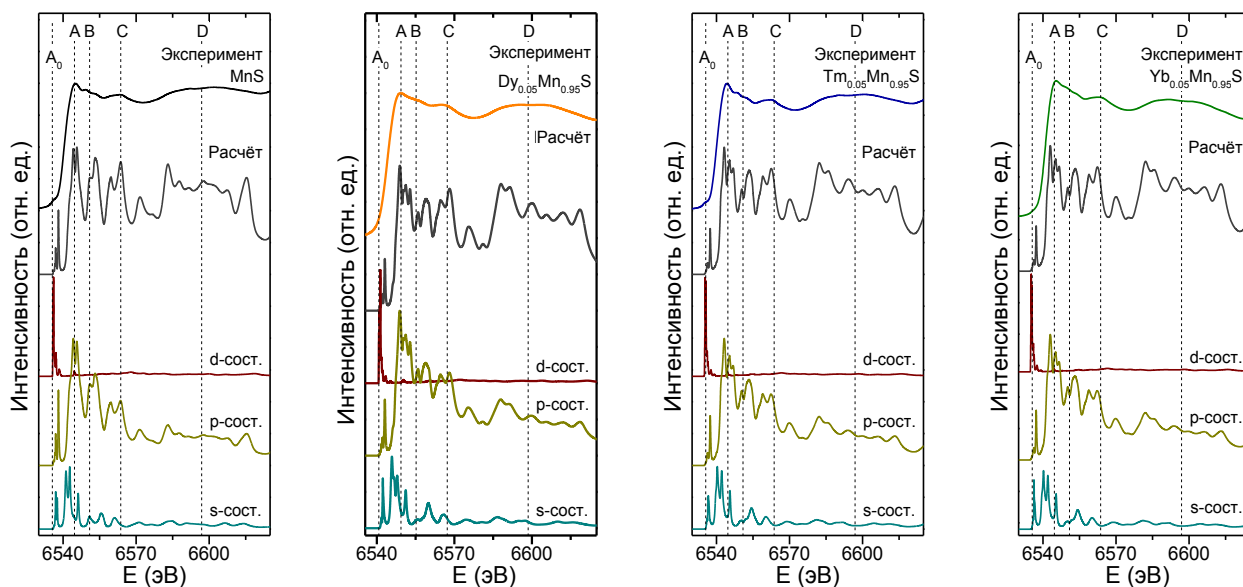 Интенсивность (отн. ед.)
A B C D
A0
Эксперимент
MnS
Расчёт
d-сост.
p-сост.
s-сост.
6540 6570 6600
E (эВ)
Интенсивность (отн. ед.)
A B C D
A0
Эксперимент
Dy0.05Mn0.95S
Расчёт
d-сост.
p-сост.
s-сост.
6540 6570 6600
E (эВ)
Интенсивность (отн. ед.)
A B C D
A0
Эксперимент
Tm0.05Mn0.95S
Расчёт
d-сост.
p-сост.
s-сост.
6540 6570 6600
E (эВ)
Интенсивность (отн. ед.)
A B C D
A0
Эксперимент
Yb0.05Mn0.95S
Расчёт
d-сост.
p-сост.
s-сост.
6540 6570 6600
E (эВ)